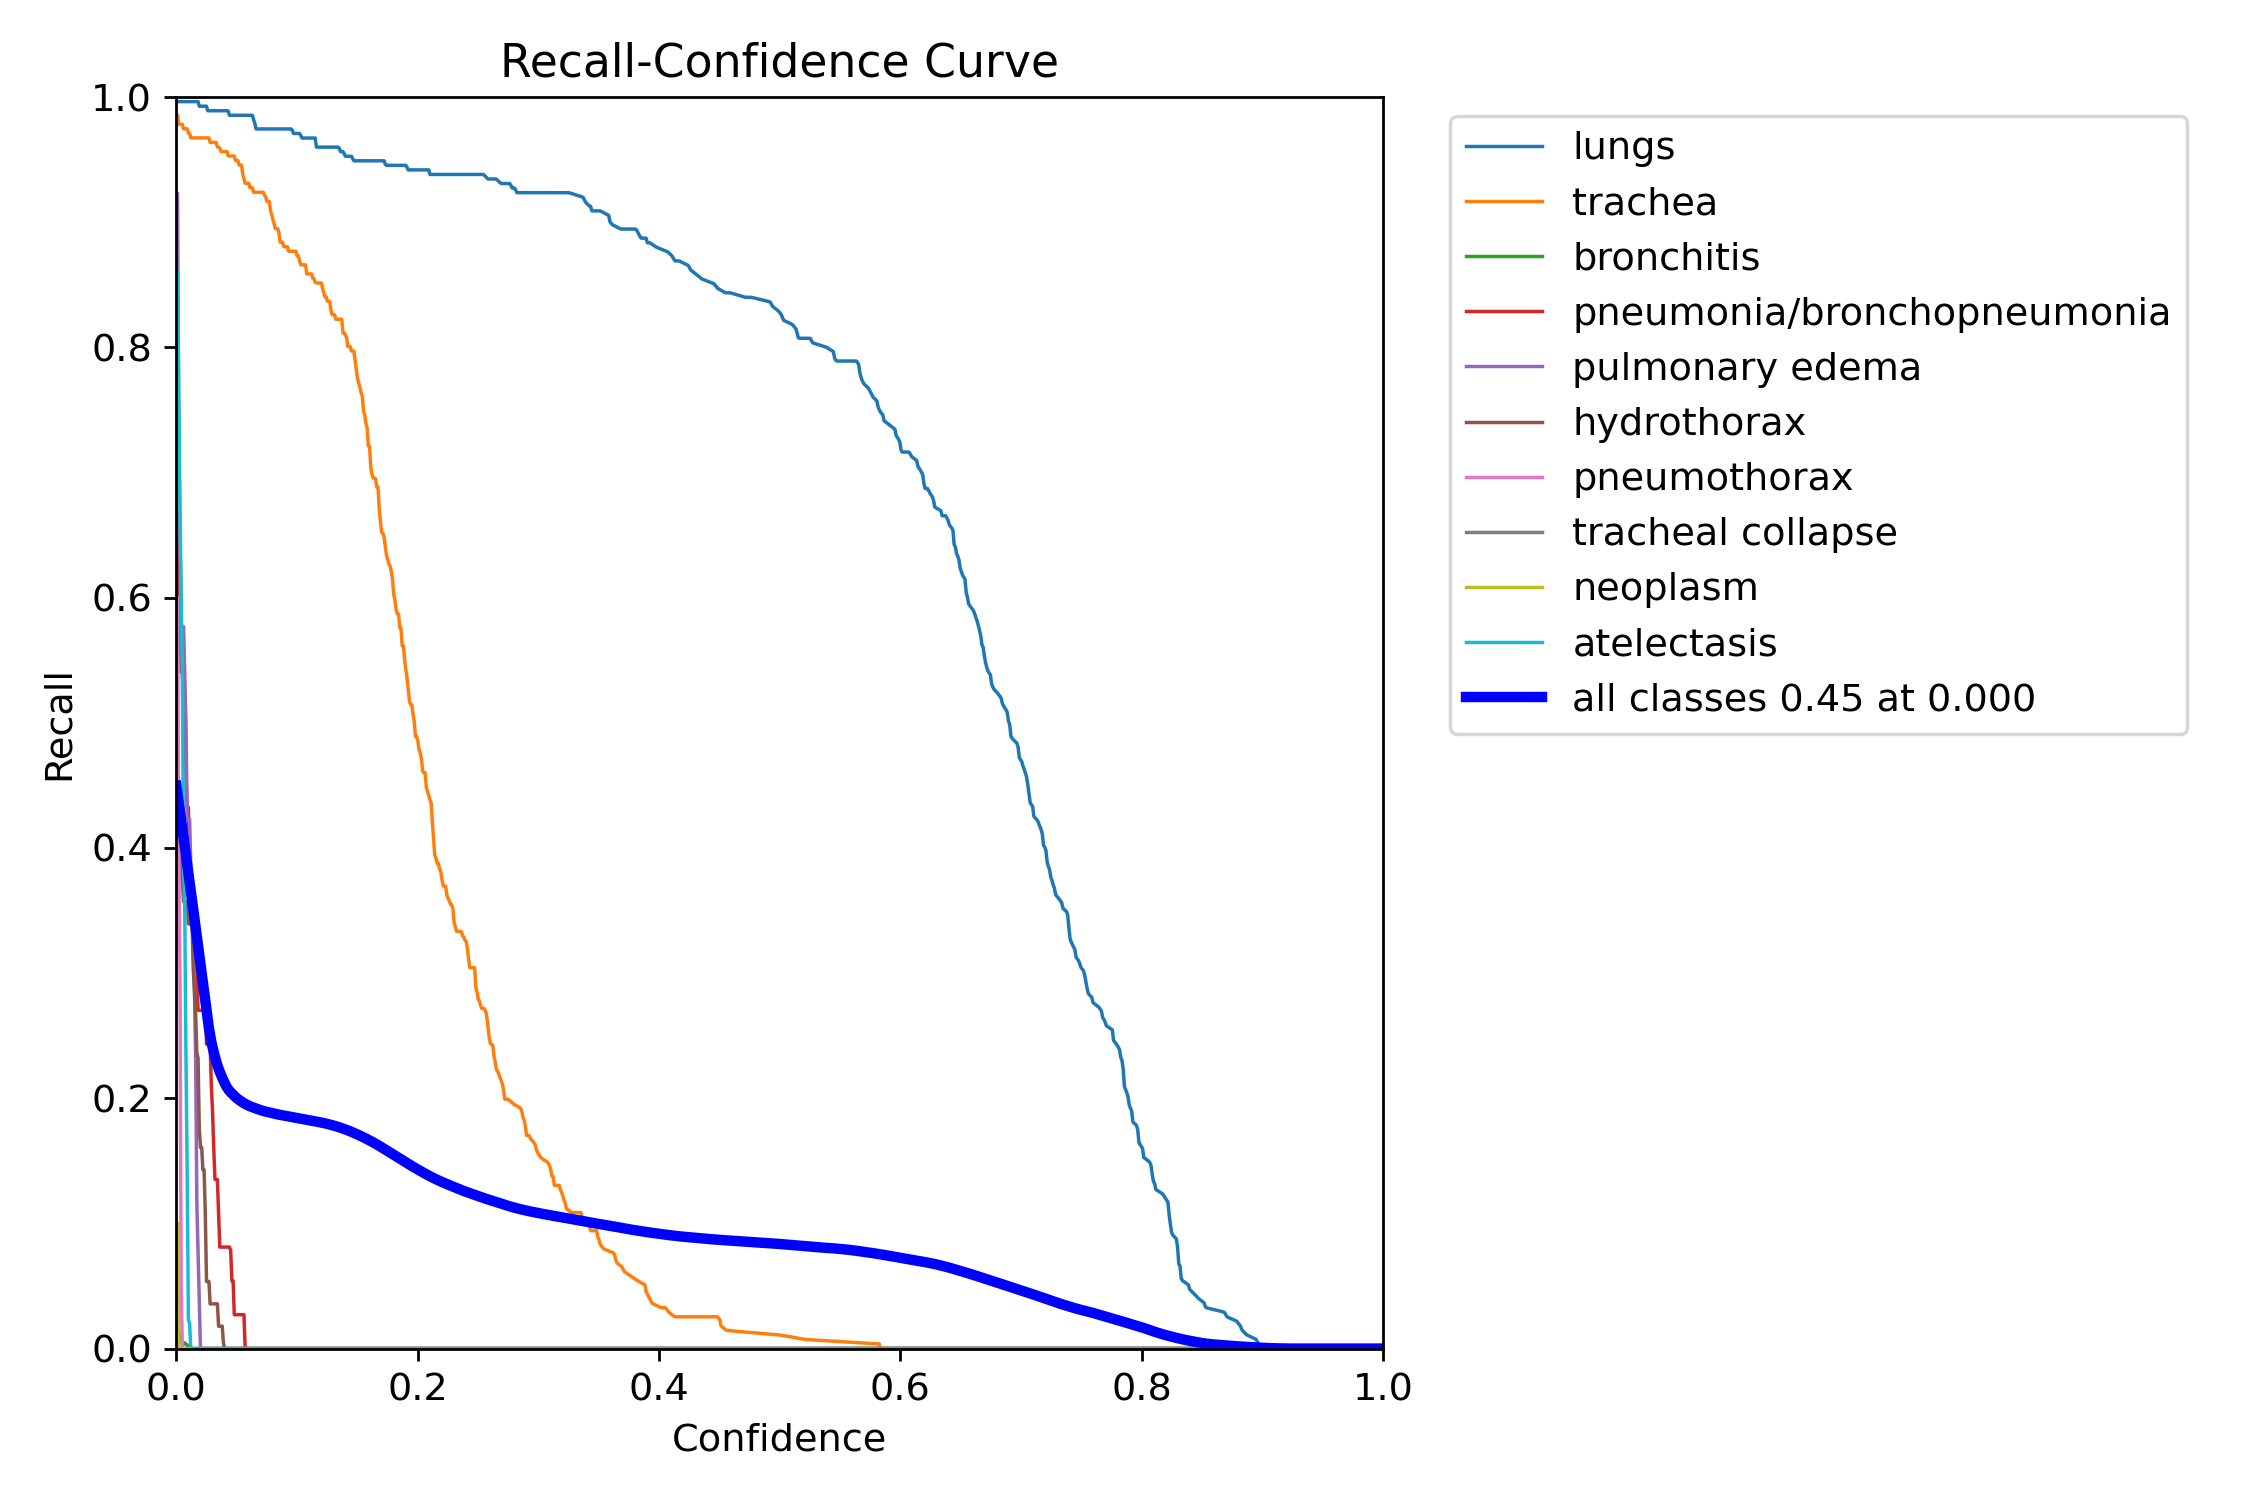 Recall-Confidence Curve
1.0
0.8
0.6
0.4
0.2
0.0
Recall
0.0 0.2 0.4 0.6 0.8 1.0
Confidence
lungs
trachea
bronchitis
pneumonia/bronchopneumonia
pulmonary edema
hydrothorax
pneumothorax
tracheal collapse
neoplasm
atelectasis
all classes 0.45 at 0.000